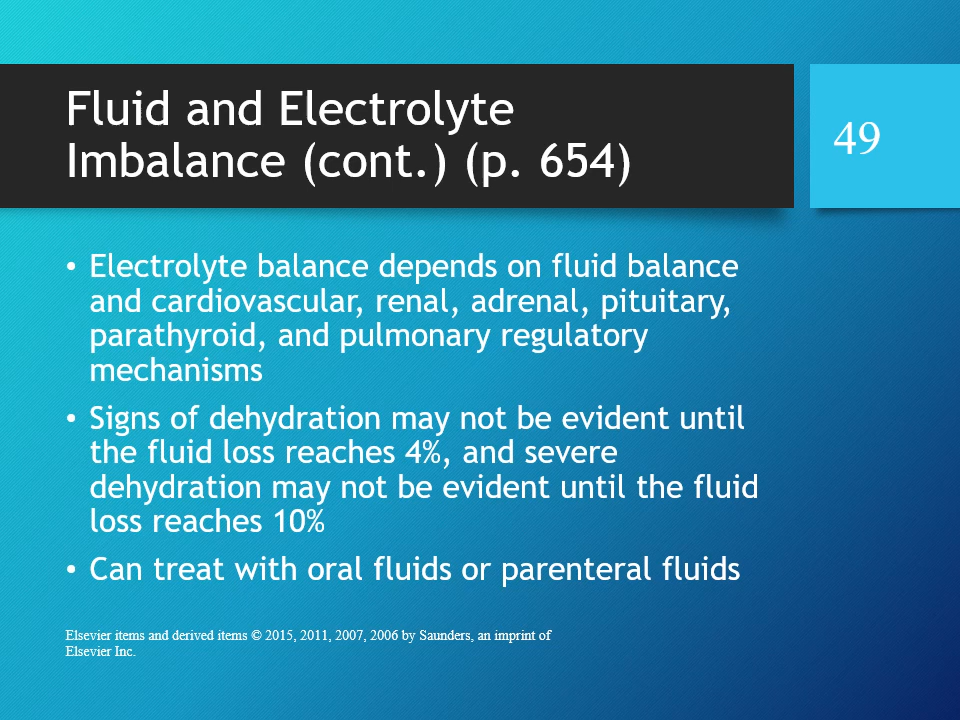 Fluid and Electrolyte
Imbalance (cont.) (p. 654)
49
• Electrolyte balance depends on fluid balance
and cardiovascular, renal, adrenal, pituitary,
parathyroid, and pulmonary regulatory
mechanisms
• Signs of dehydration may not be evident until
the fluid loss reaches 4%, and severe
dehydration may not be evident until the fluid
loss reaches 10%
• Can treat with oral fluids or parenteral fluids
Elsevier items and derived items © 2015, 2011, 2007, 2006 by Saunders, an imprint of
Elsevier Inc.